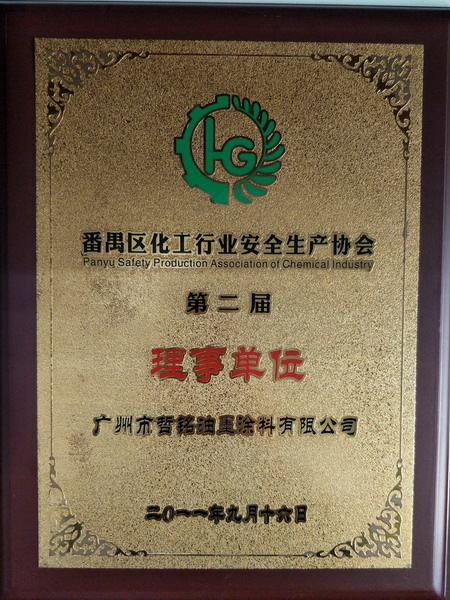 HG
番禺区化工行业安全生产协会
Panyu Safety Production Association of Chemical Industry
第二届
理事单位
广州市哲铭油墨涂料有限公司
二〇一一年九月十六日